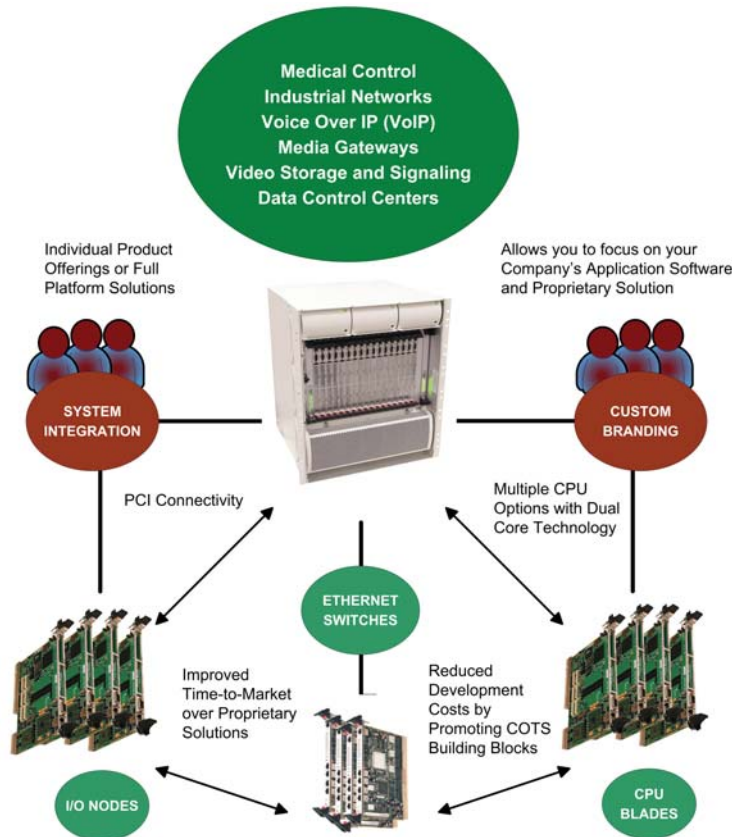 Medical Control
Industrial Networks
Voice Over IP (VoIP)
Media Gateways
Video Storage and Signaling
Data Control Centers
Individual Product
Offerings or Full
Platform Solutions
Allows you to focus on your
Company's Application Software
and Proprietary Solution
SYSTEM
INTEGRATION
CUSTOM
BRANDING
PCI Connectivity
Multiple CPU
Options with Dual
Core Technology
ETHERNET
SWITCHES
Improved
Time-to-Market
over Proprietary
Solutions
Reduced
Development
Costs by
Promoting COTS
Building Blocks
I/O NODES
CPU
BLADES